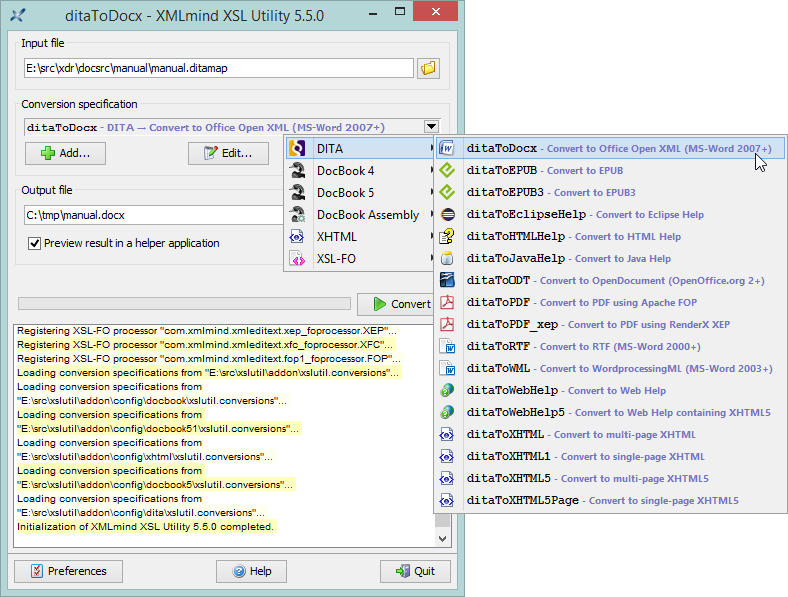 ditaToDocx - XMLmind XSL Utility 5.5.0
Input file
E:\src\xdr\docsrc\manual\manual.ditamap
Conversion specification
ditaToDocx - DITA → Convert to Office Open XML (MS-Word 2007+)
Add...
Edit...
Output file
C:\tmp\manual.docx
Preview result in a helper application
Convert
DITA
DocBook 4
DocBook 5
DocBook Assembly
XHTML
XSL-FO
ditaToDocx - Convert to Office Open XML (MS-Word 2007+)
ditaToEPUB - Convert to EPUB
ditaToEPUB3 - Convert to EPUB3
ditaToEclipseHelp - Convert to Eclipse Help
ditaToHTMLHelp - Convert to HTML Help
ditaToJavaHelp - Convert to Java Help
ditaToODT - Convert to OpenDocument (OpenOffice.org 2+)
ditaToPDF - Convert to PDF using Apache FOP
ditaToPDF_xep - Convert to PDF using RenderX XEP
ditaToRTF - Convert to RTF (MS-Word 2000+)
ditaToWML - Convert to WordprocessingML (MS-Word 2003+)
ditaToWebHelp - Convert to Web Help
ditaToWebHelp5 - Convert to Web Help containing XHTML5
ditaToXHTML - Convert to multi-page XHTML
ditaToXHTML1 - Convert to single-page XHTML
ditaToXHTML5 - Convert to multi-page XHTML5
ditaToXHTML5Page - Convert to single-page XHTML5
Registering XSL-FO processor "com.xmlmind.xmleditext.xep_foprocessor.XEP"...
Registering XSL-FO processor "com.xmlmind.xmleditext.xfc_foprocessor.XFC"...
Registering XSL-FO processor "com.xmlmind.xmleditext.fop1_foprocessor.FOP"...
Loading conversion specifications from "E:\src\xslutil\addon\xslutil.conversions"...
Loading conversion specifications from
"E:\src\xslutil\addon\config\docbook\xslutil.conversions"...
Loading conversion specifications from
"E:\src\xslutil\addon\config\docbook51\xslutil.conversions"...
Loading conversion specifications from
"E:\src\xslutil\addon\config\xhtml\xslutil.conversions"...
Loading conversion specifications from
"E:\src\xslutil\addon\config\docbook5\xslutil.conversions"...
Loading conversion specifications from
"E:\src\xslutil\addon\config\dita\xslutil.conversions"...
Initialization of XMLmind XSL Utility 5.5.0 completed.
Preferences
Help
Quit